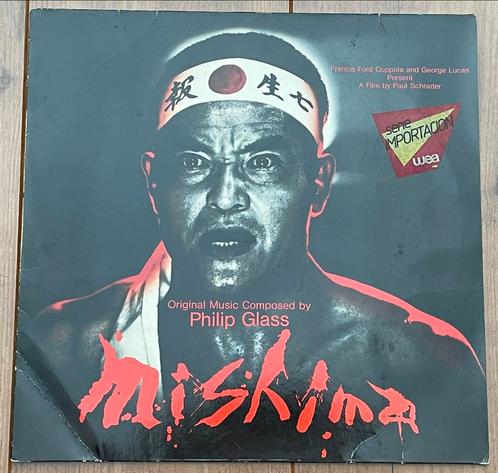 Francis Ford Coppola and George Lucas
Present
A Film by Paul Schrader
報 生 七
serie
IMPORTACION
wea
Original Music Composed by
Philip Glass
mishima